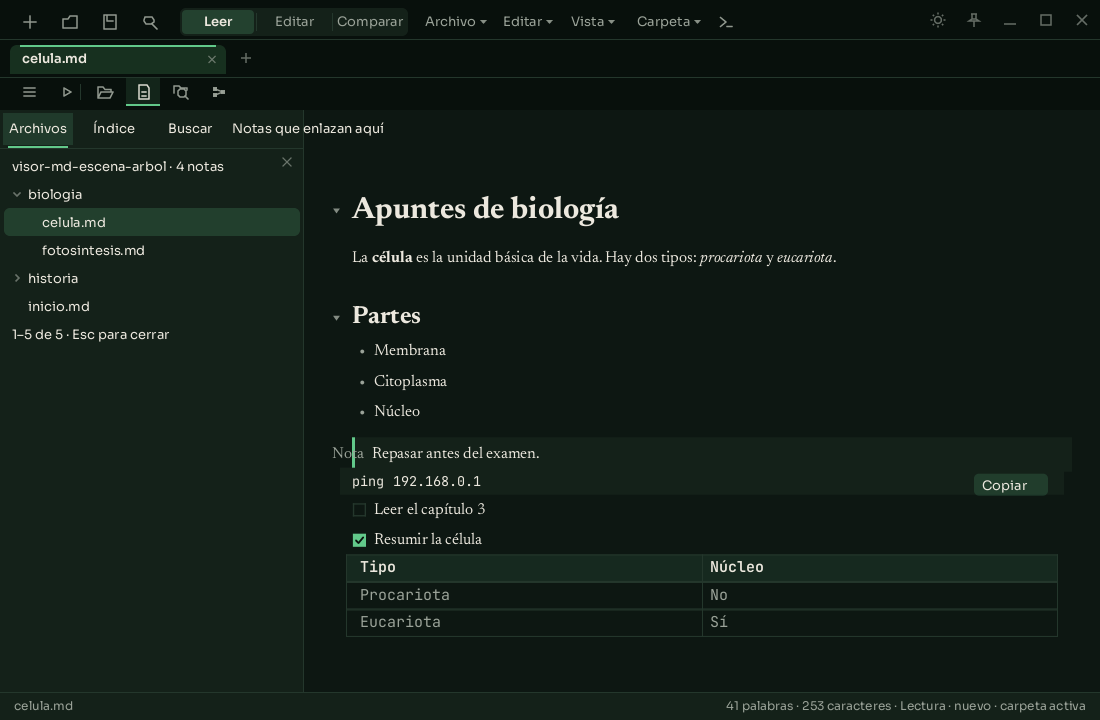 Leer Editar Comparar Archivo Editar Vista Carpeta
celula.md
Archivos Índice Buscar Notas que enlazan aquí
visor-md-escena-arbol · 4 notas
biologia
celula.md
fotosintesis.md
historia
inicio.md
1–5 de 5 · Esc para cerrar
Apuntes de biología
La célula es la unidad básica de la vida. Hay dos tipos: procariota y eucariota.
Partes
• Membrana
• Citoplasma
• Núcleo
Nota Repasar antes del examen.
ping 192.168.0.1 Copiar
Leer el capítulo 3
Resumir la célula
Tipo Núcleo
Procariota No
Eucariota Sí
celula.md 41 palabras · 253 caracteres · Lectura · nuevo · carpeta activa